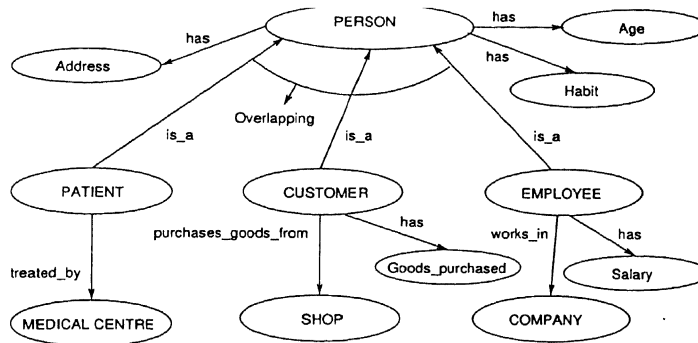 PERSON
has
Age
has
has
Address
Habit
Overlapping
is_a
is_a
is_a
PATIENT
CUSTOMER
EMPLOYEE
purchases_goods_from
has
works_in
has
treated_by
Goods_purchased
Salary
MEDICAL CENTRE
SHOP
COMPANY